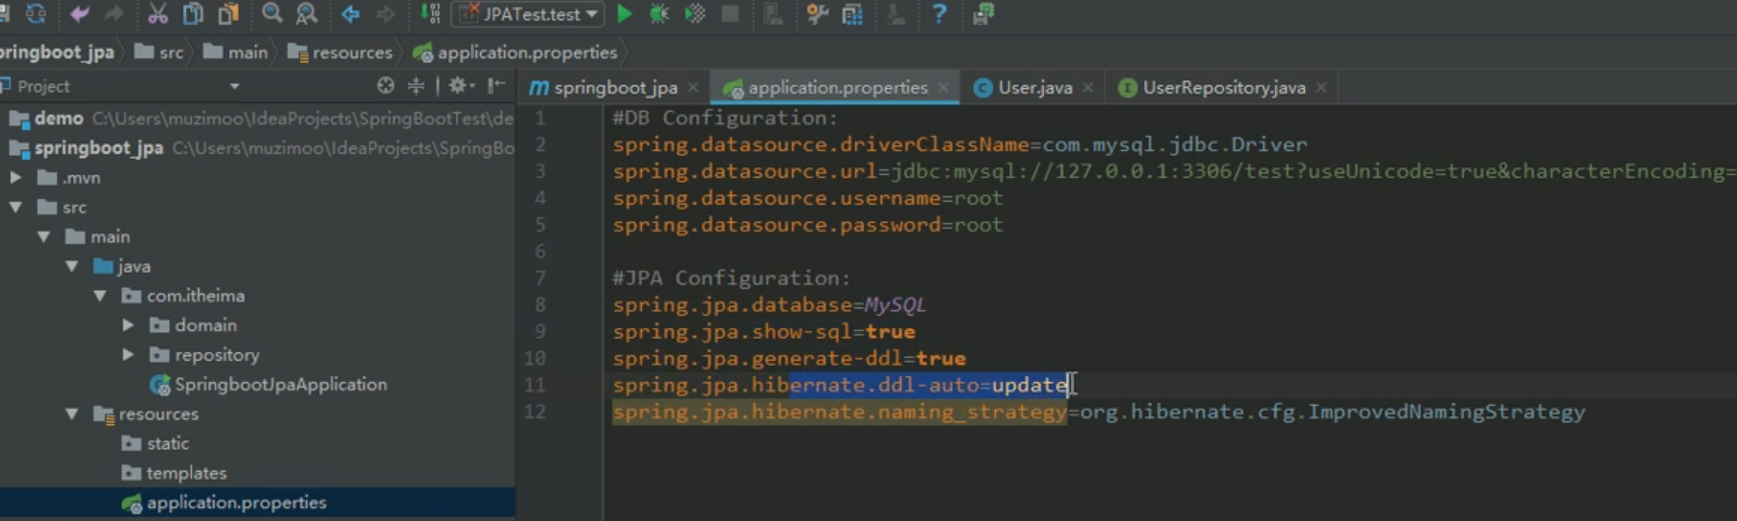 JPATest.test
pringboot_jpa src main resources application.properties
Project
springboot_jpa application.properties User.java UserRepository.java
demo C:\Users\muzimoo\IdeaProjects\SpringBootTest\de
springboot_jpa C:\Users\muzimoo\IdeaProjects\SpringBo
.mvn
src
main
java
com.itheima
domain
repository
SpringbootJpaApplication
resources
static
templates
application.properties
1 #DB Configuration:
2 spring.datasource.driverClassName=com.mysql.jdbc.Driver
3 spring.datasource.url=jdbc:mysql://127.0.0.1:3306/test?useUnicode=true&characterEncoding=
4 spring.datasource.username=root
5 spring.datasource.password=root
6
7 #JPA Configuration:
8 spring.jpa.database=MySQL
9 spring.jpa.show-sql=true
10 spring.jpa.generate-ddl=true
11 spring.jpa.hibernate.ddl-auto=update
12 spring.jpa.hibernate.naming_strategy=org.hibernate.cfg.ImprovedNamingStrategy